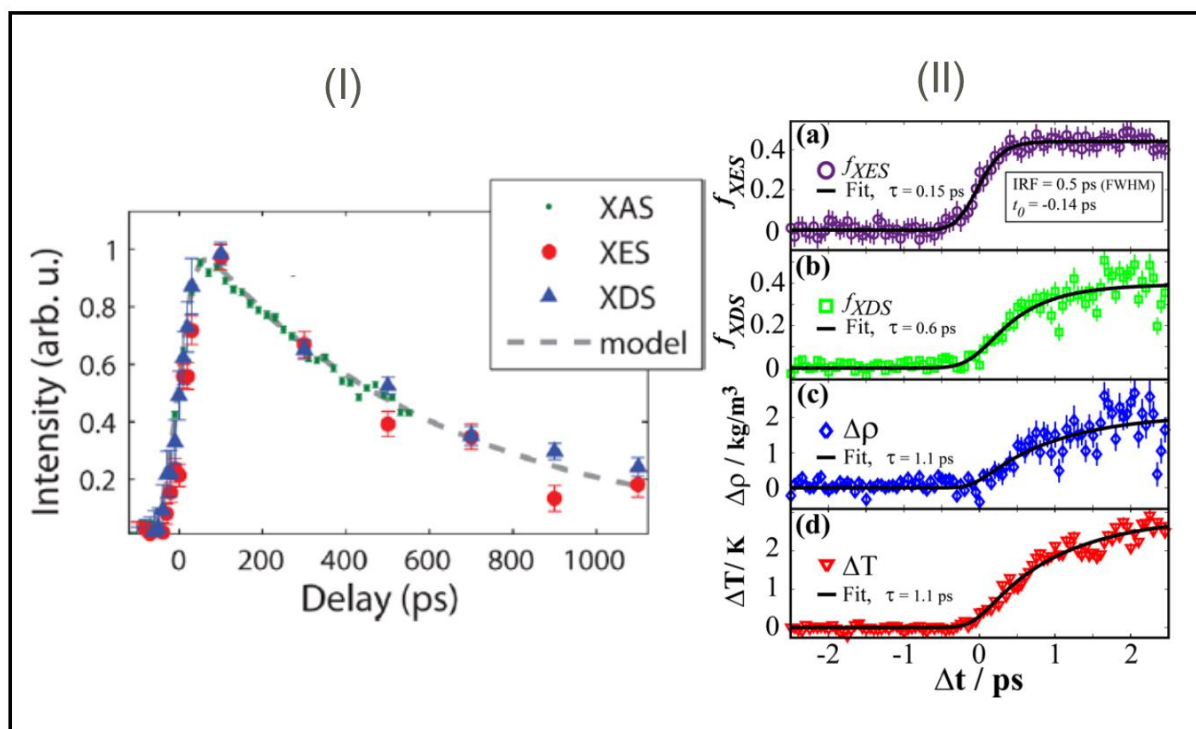 (I)
XAS
XES
XDS
model
Intensity (arb. u.)
1
0.8
0.6
0.4
0.2
0 200 400 600 800 1000
Delay (ps)
(II)
(a)
f_XES
Fit, τ = 0.15 ps
IRF = 0.5 ps (FWHM)
t_0 = -0.14 ps
f_XES
0.4
0.2
0
(b)
f_XDS
Fit, τ = 0.6 ps
f_XDS
0.4
0.2
0
(c)
Δρ
Fit, τ = 1.1 ps
Δρ / kg/m³
2
1
0
(d)
ΔT
Fit, τ = 1.1 ps
ΔT/ K
2
1
0
-2 -1 0 1 2
Δt / ps